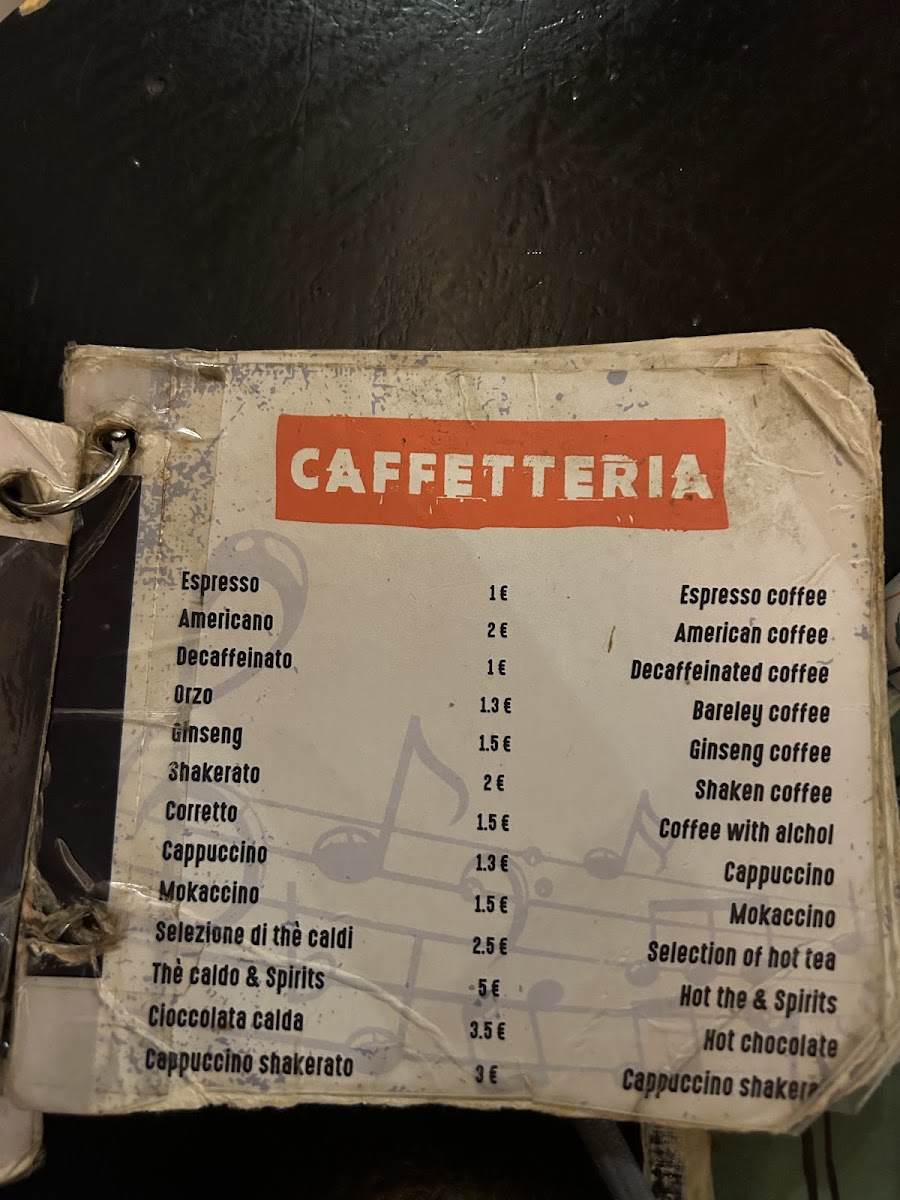 CAFFETTERIA
Espresso 1 € Espresso coffee
Americano 2 € American coffee
Decaffeinato 1 € Decaffeinated coffee
Orzo 1.3 € Bareley coffee
Ginseng 1.5 € Ginseng coffee
Shakerato 2 € Shaken coffee
Corretto 1.5 € Coffee with alchol
Cappuccino 1.3 € Cappuccino
Mokaccino 1.5 € Mokaccino
Selezione di thè caldi 2.5 € Selection of hot tea
Thè caldo & Spirits 5 € Hot the & Spirits
Cioccolata calda 3.5 € Hot chocolate
Cappuccino shakerato 3 € Cappuccino